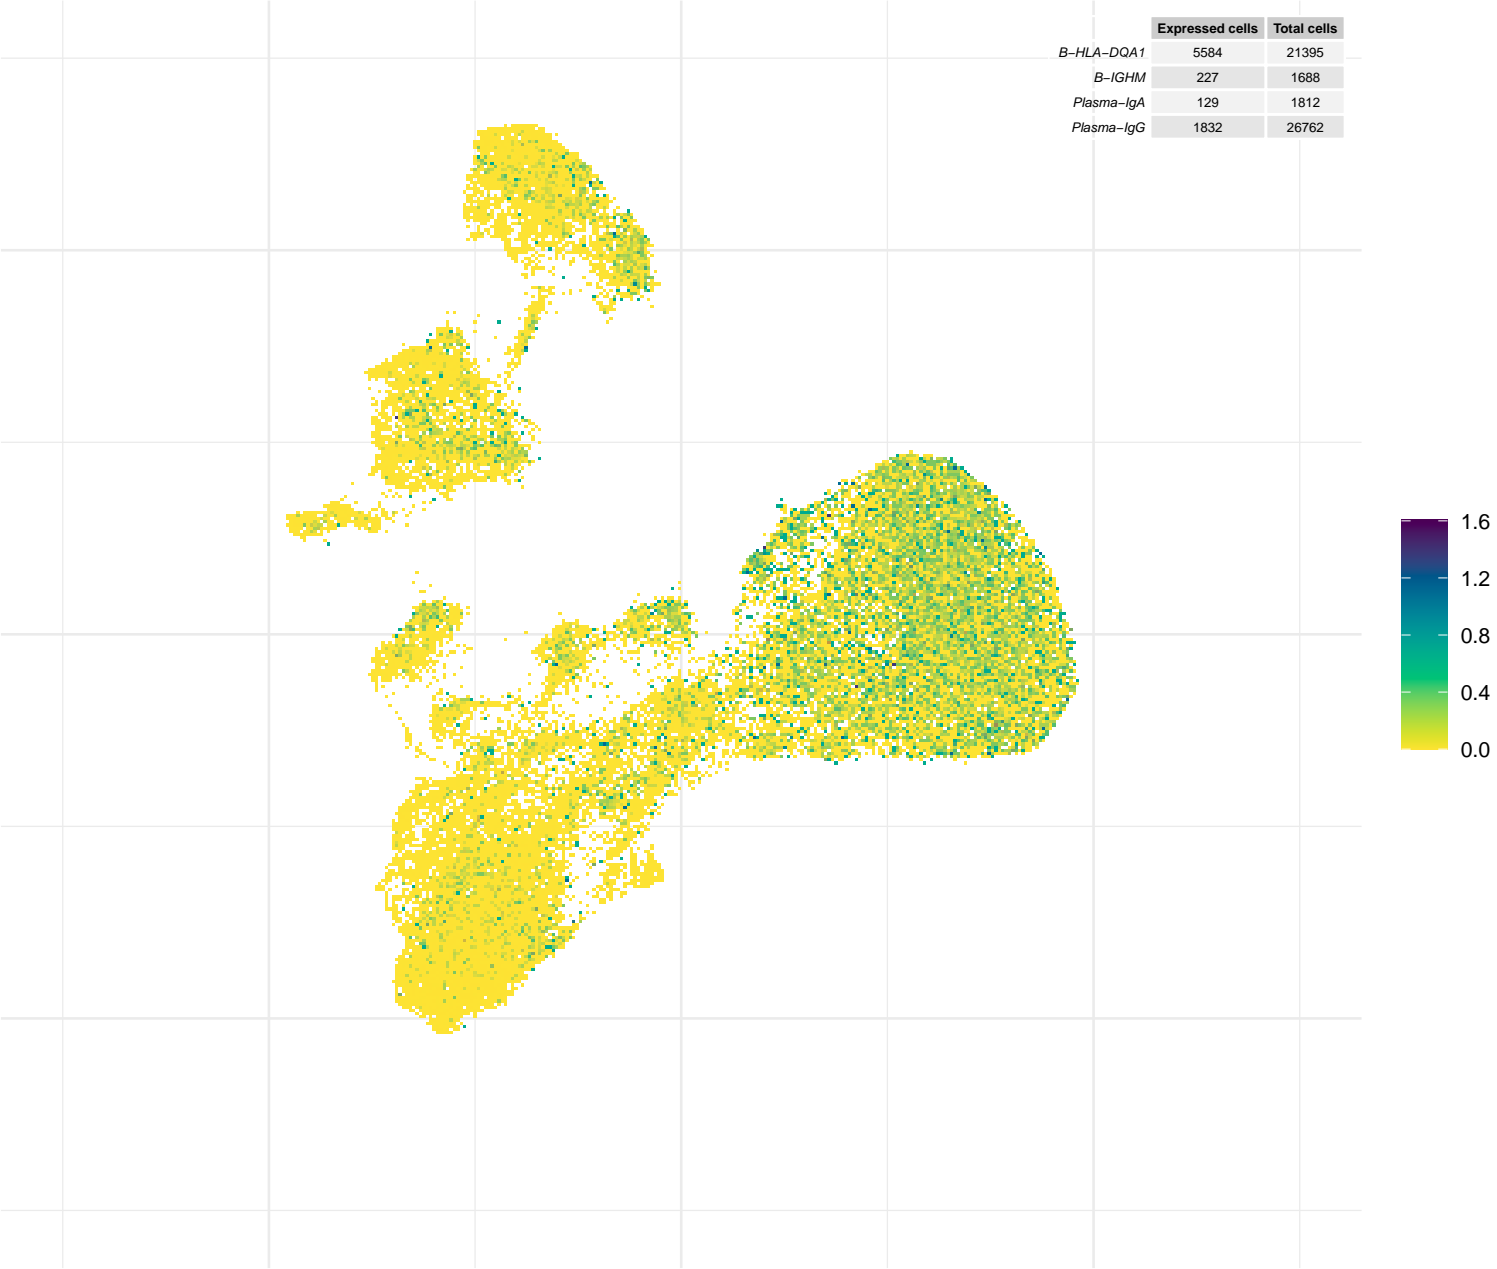 Expressed cells Total cells
B−HLA−DQA1 5584 21395
B−IGHM 227 1688
Plasma−IgA 129 1812
Plasma−IgG 1832 26762
1.6
1.2
0.8
0.4
0.0